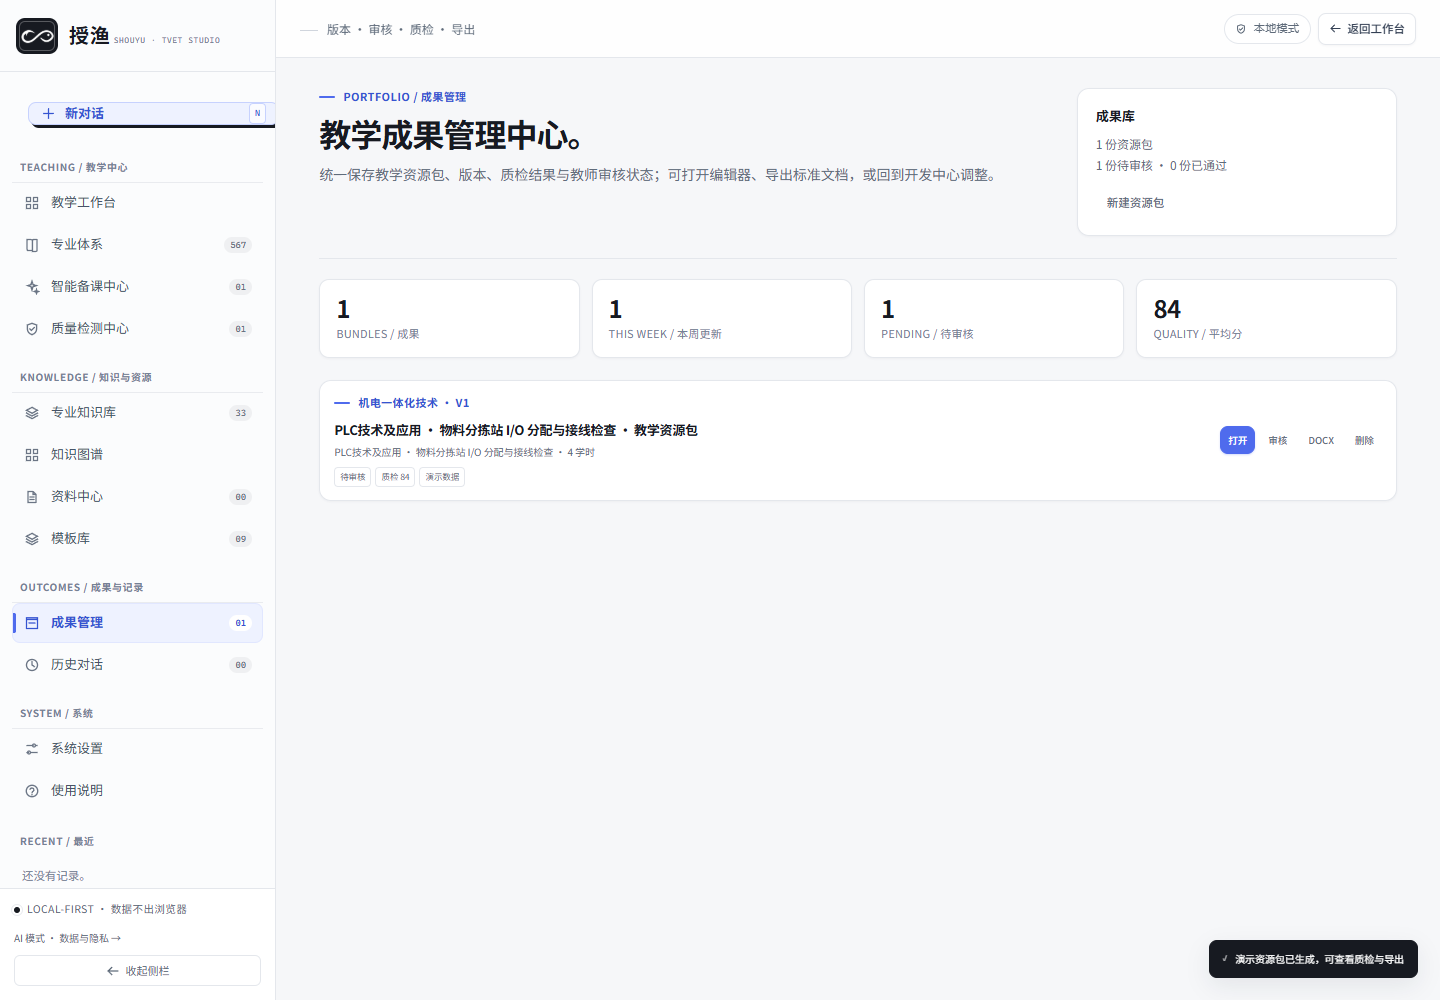 授渔 SHOUYU · TVET STUDIO
新对话 N
TEACHING / 教学中心
教学工作台
专业体系 567
智能备课中心 01
质量检测中心 01
KNOWLEDGE / 知识与资源
专业知识库 33
知识图谱
资料中心 00
模板库 09
OUTCOMES / 成果与记录
成果管理 01
历史对话 00
SYSTEM / 系统
系统设置
使用说明
RECENT / 最近
还没有记录。
LOCAL-FIRST · 数据不出浏览器
AI 模式 · 数据与隐私 →
← 收起侧栏
版本 · 审核 · 质检 · 导出
本地模式
← 返回工作台
PORTFOLIO / 成果管理
教学成果管理中心。
统一保存教学资源包、版本、质检结果与教师审核状态；可打开编辑器、导出标准文档，或回到开发中心调整。
成果库
1 份资源包
1 份待审核 · 0 份已通过
新建资源包
1
BUNDLES / 成果
1
THIS WEEK / 本周更新
1
PENDING / 待审核
84
QUALITY / 平均分
机电一体化技术 · V1
PLC技术及应用 · 物料分拣站 I/O 分配与接线检查 · 教学资源包
PLC技术及应用 · 物料分拣站 I/O 分配与接线检查 · 4 学时
待审核 质检 84 演示数据
打开 审核 DOCX 删除
✓ 演示资源包已生成，可查看质检与导出